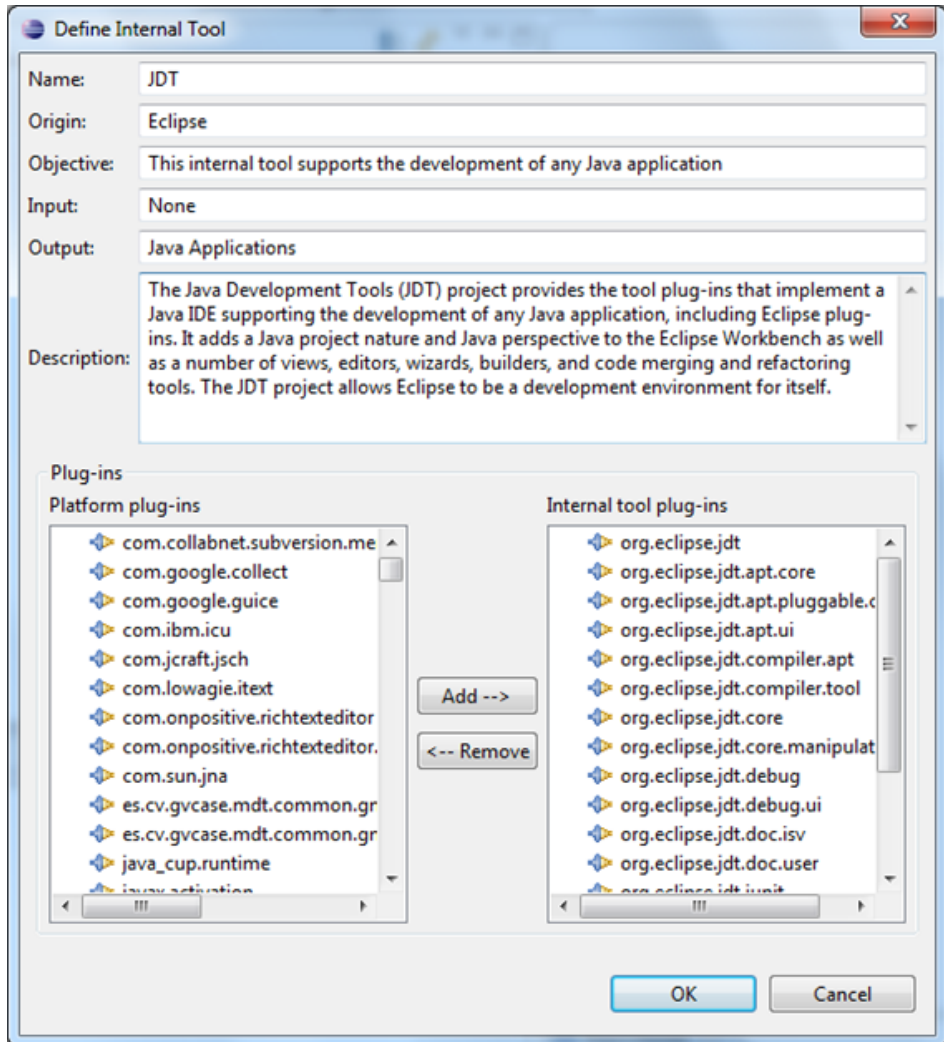 Define Internal Tool
Name:
JDT
Origin:
Eclipse
Objective:
This internal tool supports the development of any Java application
Input:
None
Output:
Java Applications
Description:
The Java Development Tools (JDT) project provides the tool plug-ins that implement a
Java IDE supporting the development of any Java application, including Eclipse plug-
ins. It adds a Java project nature and Java perspective to the Eclipse Workbench as well
as a number of views, editors, wizards, builders, and code merging and refactoring
tools. The JDT project allows Eclipse to be a development environment for itself.
Plug-ins
Platform plug-ins
com.collabnet.subversion.me
com.google.collect
com.google.guice
com.ibm.icu
com.jcraft.jsch
com.lowagie.itext
com.onpositive.richtexteditor
com.onpositive.richtexteditor.
com.sun.jna
es.cv.gvcase.mdt.common.gr
es.cv.gvcase.mdt.common.gr
java_cup.runtime
javax.activation
Add -->
<-- Remove
Internal tool plug-ins
org.eclipse.jdt
org.eclipse.jdt.apt.core
org.eclipse.jdt.apt.pluggable.c
org.eclipse.jdt.apt.ui
org.eclipse.jdt.compiler.apt
org.eclipse.jdt.compiler.tool
org.eclipse.jdt.core
org.eclipse.jdt.core.manipulat
org.eclipse.jdt.debug
org.eclipse.jdt.debug.ui
org.eclipse.jdt.doc.isv
org.eclipse.jdt.doc.user
org.eclipse.jdt.junit
OK
Cancel